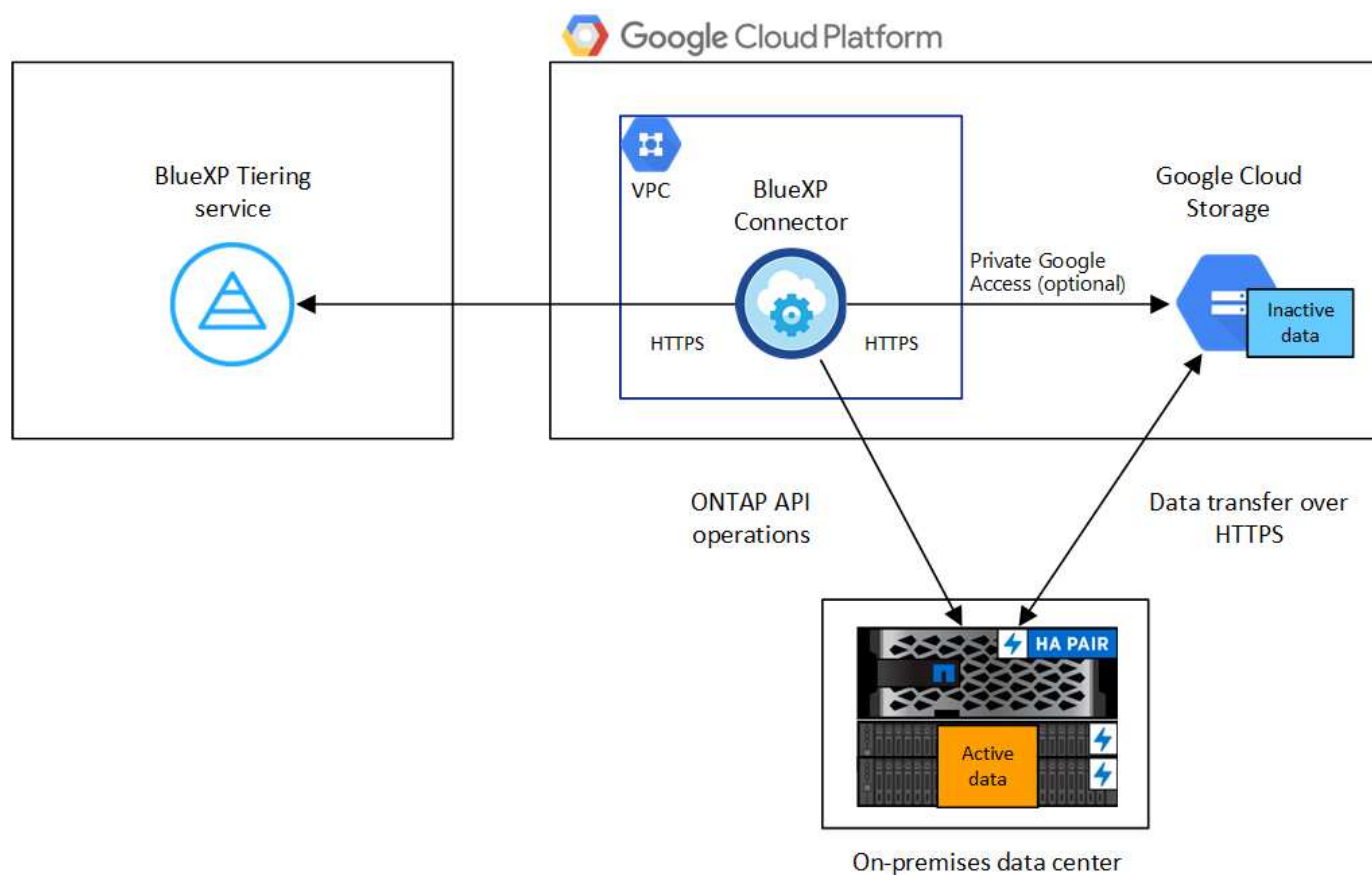 Google Cloud Platform
BlueXP Tiering
service
VPC
BlueXP
Connector
Google Cloud
Storage
Private Google
Access (optional)
HTTPS
HTTPS
Inactive
data
ONTAP API
operations
Data transfer over
HTTPS
HA PAIR
Active
data
On-premises data center